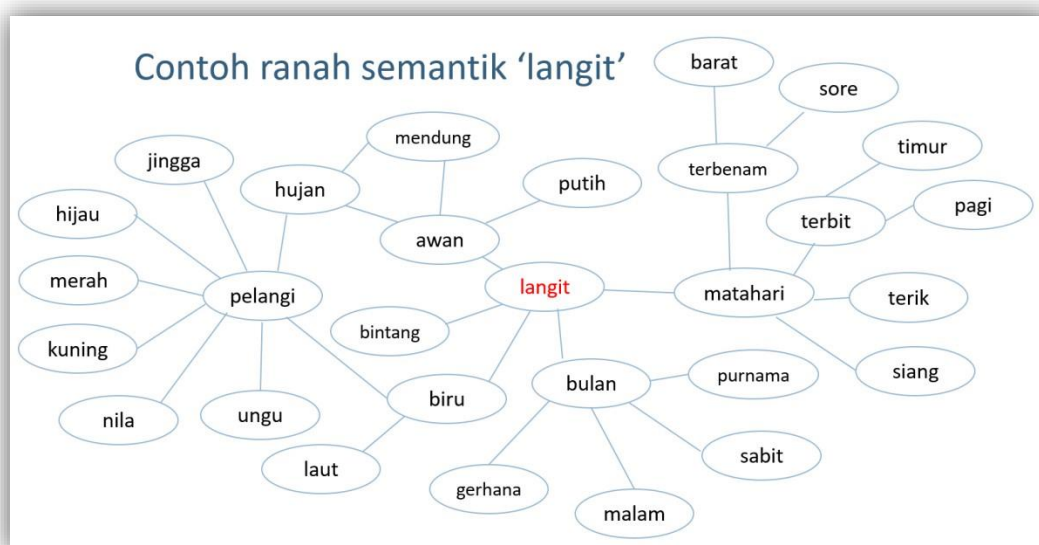 Contoh ranah semantik ‘langit’
barat
sore
mendung
timur
jingga
hujan
putih
terbenam
pagi
hijau
awan
terbit
merah
pelangi
langit
matahari
terik
bintang
kuning
siang
biru
bulan
purnama
nila
ungu
laut
sabit
gerhana
malam